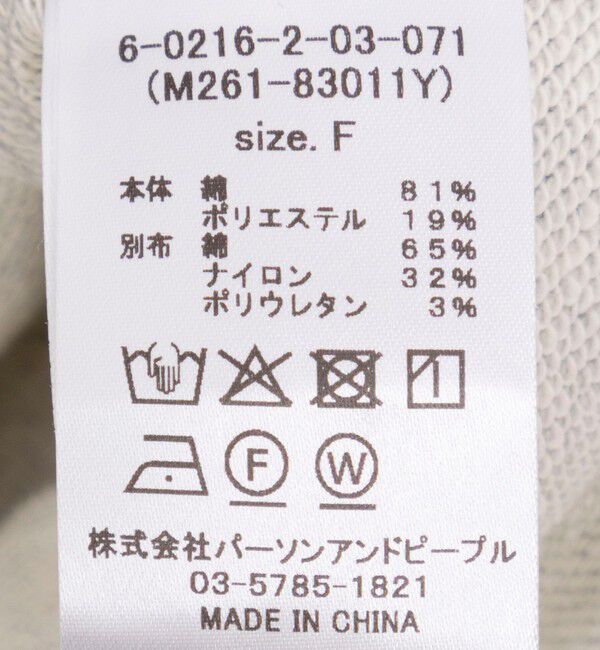 6-0216-2-03-071
(M261-83011Y)
size. F
本体 綿 81%
ポリエステル 19%
別布 綿 65%
ナイロン 32%
ポリウレタン 3%
F W
株式会社パーソンアンドピープル
03-5785-1821
MADE IN CHINA